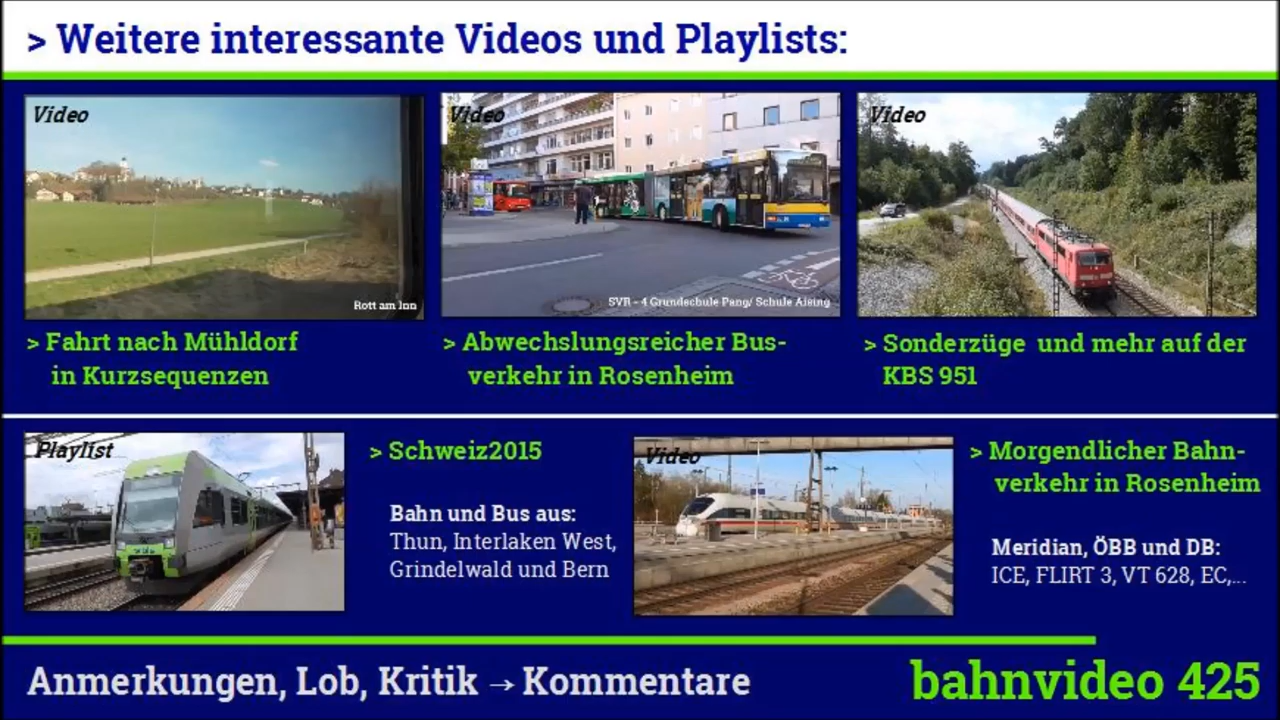 > Weitere interessante Videos und Playlists:
Video
Rott am Inn
> Fahrt nach Mühldorf
in Kurzsequenzen
Video
SVR - 4 Grundschule Pang/ Schule Aising
> Abwechslungsreicher Bus-
verkehr in Rosenheim
Video
> Sonderzüge und mehr auf der
KBS 951
Playlist
> Schweiz2015
Bahn und Bus aus:
Thun, Interlaken West,
Grindelwald und Bern
Video
> Morgendlicher Bahn-
verkehr in Rosenheim
Meridian, ÖBB und DB:
ICE, FLIRT 3, VT 628, EC,...
Anmerkungen, Lob, Kritik → Kommentare
bahnvideo 425